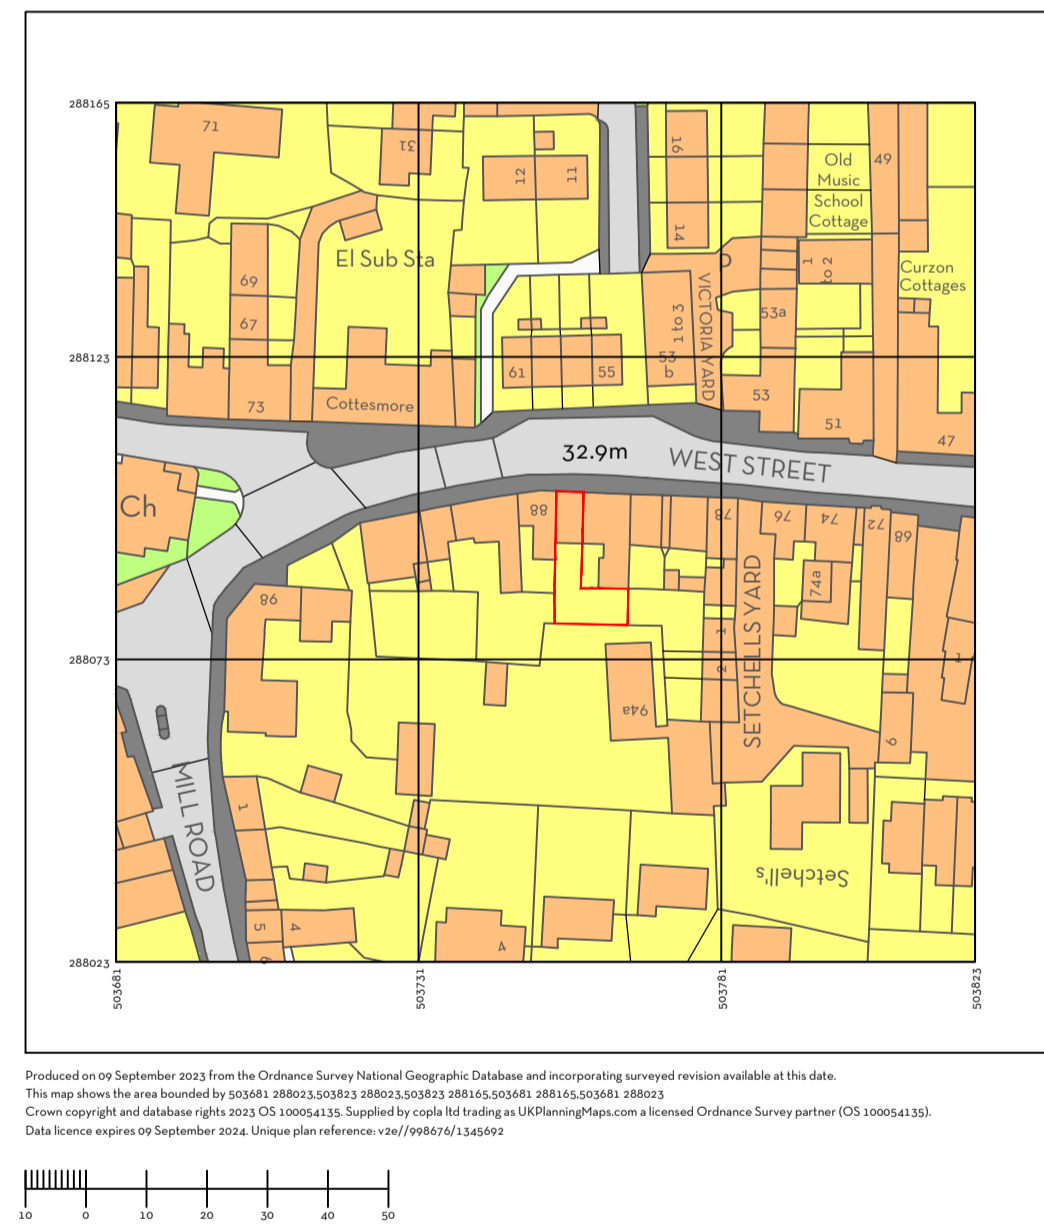 288165
71
31
12
11
16
14
Old
Music
School
Cottage
49
El Sub Sta
69
67
P
1
to 2
Curzon
Cottages
VICTORIA YARD
1 to 3
53a
288123
61
55
53
b
53
51
47
73
Cottesmore
32.9m
WEST STREET
Ch
88
78
76
74
72
68
98
74a
SETCHELLS YARD
1
2
1
288073
94a
9
MILL ROAD
1
Setchell's
5
4
6
4
288023
503681
503731
503781
503823
Produced on 09 September 2023 from the Ordnance Survey National Geographic Database and incorporating surveyed revision available at this date.
This map shows the area bounded by 503681 288023,503823 288023,503823 288165,503681 288165,503681 288023
Crown copyright and database rights 2023 OS 100054135. Supplied by copla ltd trading as UKPlanningMaps.com a licensed Ordnance Survey partner (OS 100054135).
Data licence expires 09 September 2024. Unique plan reference: v2e//998676/1345692
10 0 10 20 30 40 50